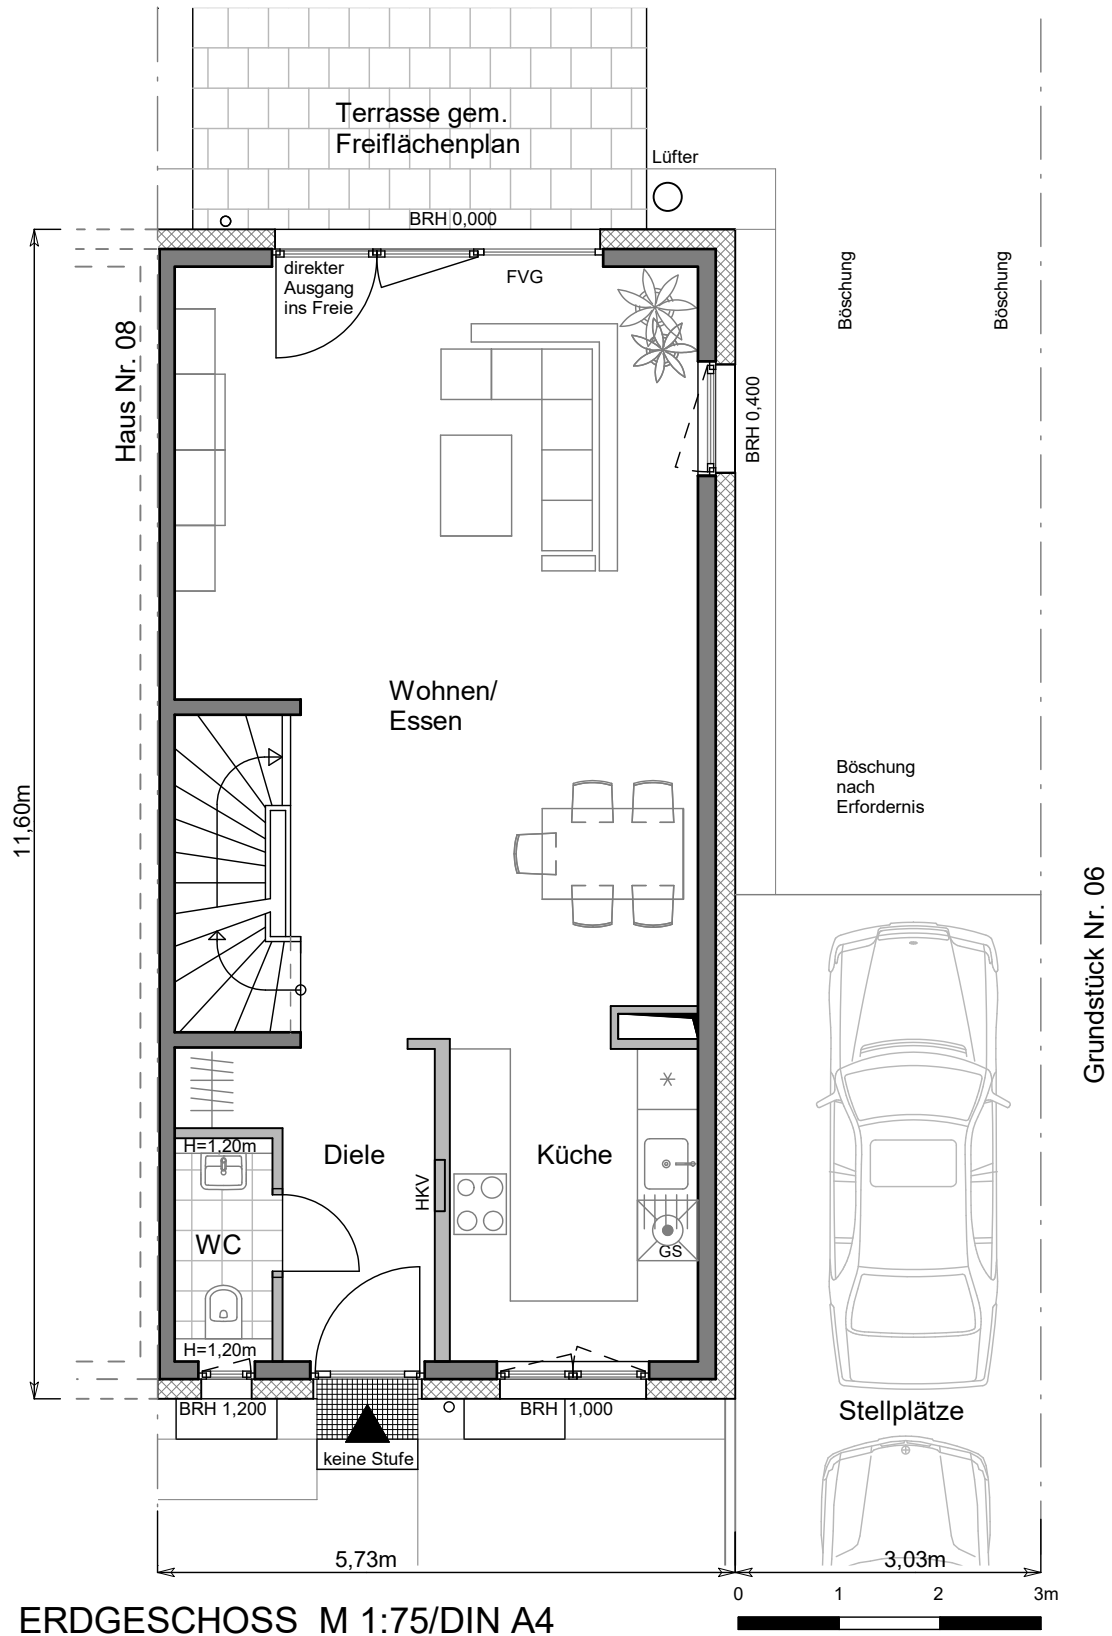 Terrasse gem.
Freiflächenplan
Lüfter
BRH 0,000
direkter
Ausgang
ins Freie
FVG
Böschung
Böschung
Haus Nr. 08
BRH 0,400
Wohnen/
Essen
11,60m
Böschung
nach
Erfordernis
Grundstück Nr. 06
H=1,20m
Diele
Küche
HKV
WC
GS
H=1,20m
BRH 1,200
BRH 1,000
Stellplätze
keine Stufe
5,73m
3,03m
0 1 2 3m
ERDGESCHOSS M 1:75/DIN A4